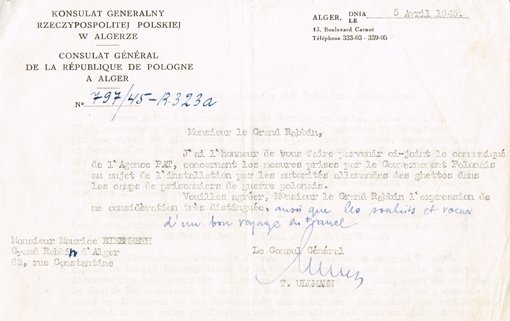 KONSULAT GENERALNY
RZECZYPOSPOLITEJ POLSKIEJ
W ALGERZE
CONSULAT GÉNÉRAL
DE LA RÉPUBLIQUE DE POLOGNE
A ALGER
N° 797/45-R.323a
ALGER, DNIA LE 5 Avril 1945.
45, Boulevard Carnot
Téléphone 333-03 - 339-05
Monsieur le Grand Rabbin,
J'ai l'honneur de vous faire parvenir ci-joint le communiqué
de l'Agence PAT, concernant les mesures prises par le Gouvernement Polonais
au sujet de l'installation par les autorités allemandes des ghettos dans
les camps de prisonniers de guerre polonais.
Veuillez agréer, Monsieur le Grand Rabbin l'expression de
ma considération très distinguée, ainsi que les souhaits et voeux
d'un bon voyage en France!
Monsieur Maurice EISENBETH
Grand Rabbin d'Alger
62, rue Constantine
Le Consul Général
T.